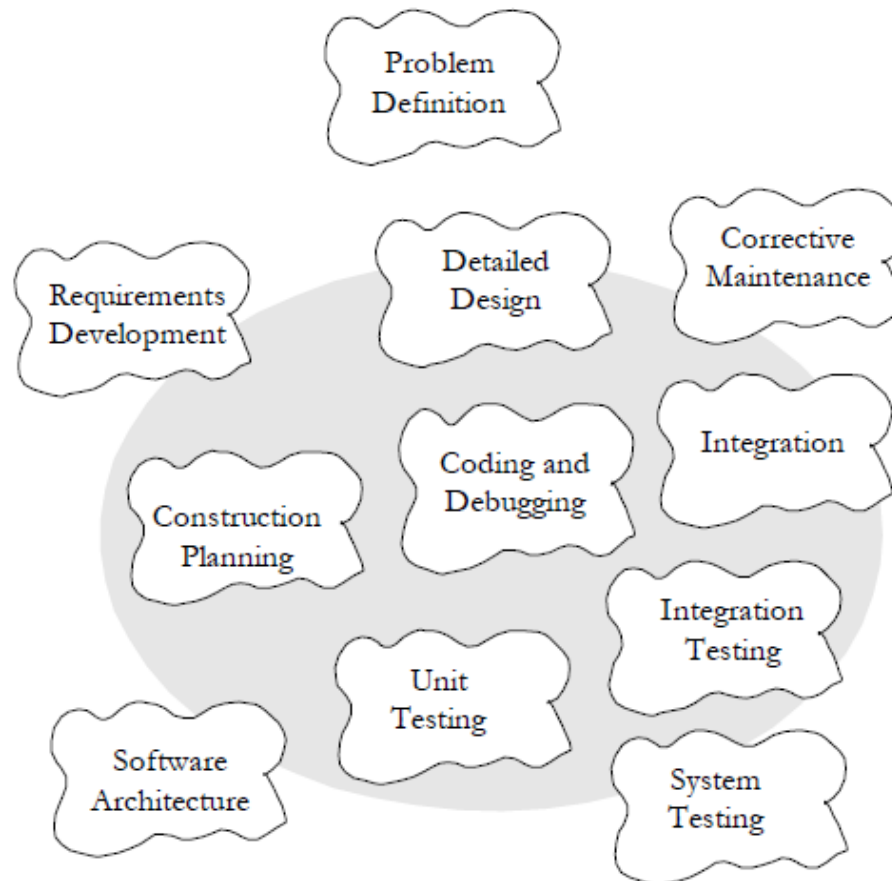 Problem
Definition
Detailed
Design
Corrective
Maintenance
Requirements
Development
Coding and
Debugging
Integration
Construction
Planning
Integration
Testing
Unit
Testing
Software
Architecture
System
Testing